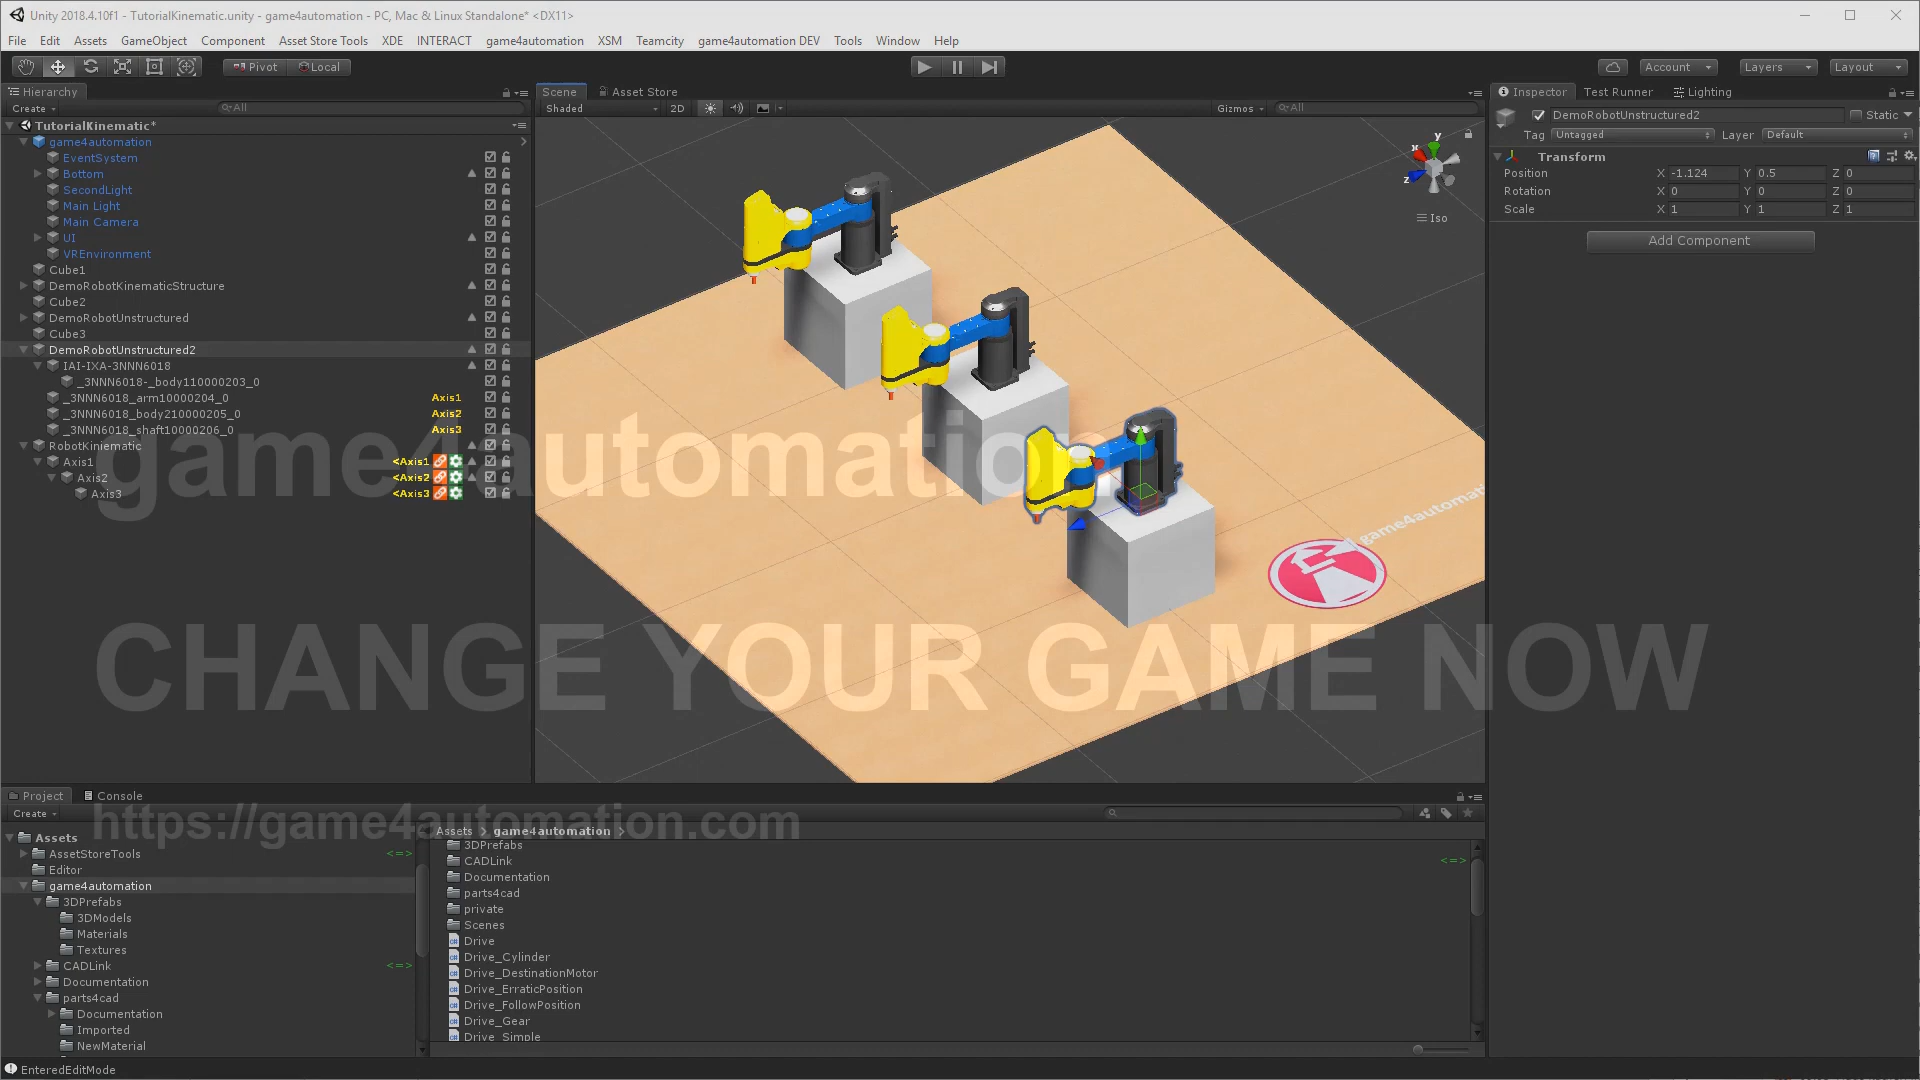 Unity 2018.4.10f1 - TutorialKinematic.unity - game4automation - PC, Mac & Linux Standalone* <DX11>
File Edit Assets GameObject Component Asset Store Tools XDE INTERACT game4automation XSM Teamcity game4automation DEV Tools Window Help
Pivot Local Account Layers Layout
Hierarchy
Create All
TutorialKinematic*
game4automation
EventSystem
Bottom
SecondLight
Main Light
Main Camera
UI
VREnvironment
Cube1
DemoRobotKinematicStructure
Cube2
DemoRobotUnstructured
Cube3
DemoRobotUnstructured2
IAI-IXA-3NNN6018
_3NNN6018-_body110000203_0
_3NNN6018_arm10000204_0 Axis1
_3NNN6018_body210000205_0 Axis2
_3NNN6018_shaft10000206_0 Axis3
RobotKiniematic
Axis1 <Axis1
Axis2 <Axis2
Axis3 <Axis3
Scene Asset Store
Shaded 2D Gizmos All
y
x
z
Iso
game4automation
game4automation
CHANGE YOUR GAME NOW
https://game4automation.com
Inspector Test Runner Lighting
DemoRobotUnstructured2 Static
Tag Untagged Layer Default
Transform
Position X -1.124 Y 0.5 Z 0
Rotation X 0 Y 0 Z 0
Scale X 1 Y 1 Z 1
Add Component
Project Console
Create
Assets
AssetStoreTools <=>
Editor
game4automation
3DPrefabs
3DModels
Materials
Textures
CADLink <=>
Documentation
parts4cad
Documentation
Imported
NewMaterial
Assets > game4automation >
3DPrefabs
CADLink <=>
Documentation
parts4cad
private
Scenes
Drive
Drive_Cylinder
Drive_DestinationMotor
Drive_ErraticPosition
Drive_FollowPosition
Drive_Gear
Drive_Simple
EnteredEditMode